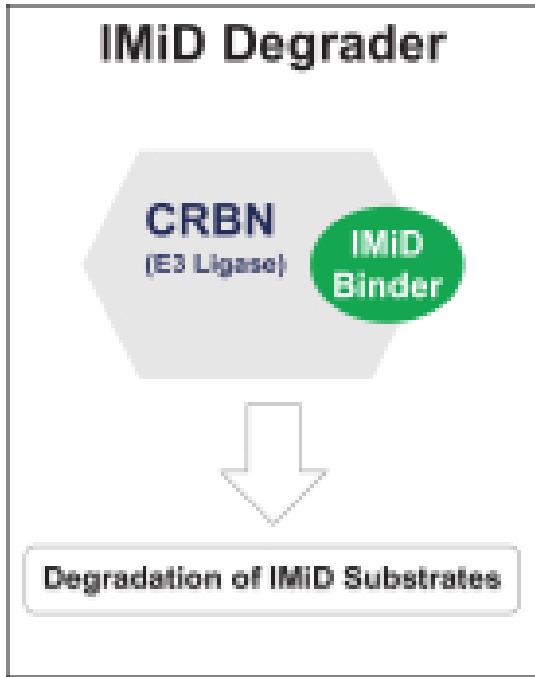 IMiD Degrader
CRBN
(E3 Ligase)
IMiD
Binder
Degradation of IMiD Substrates